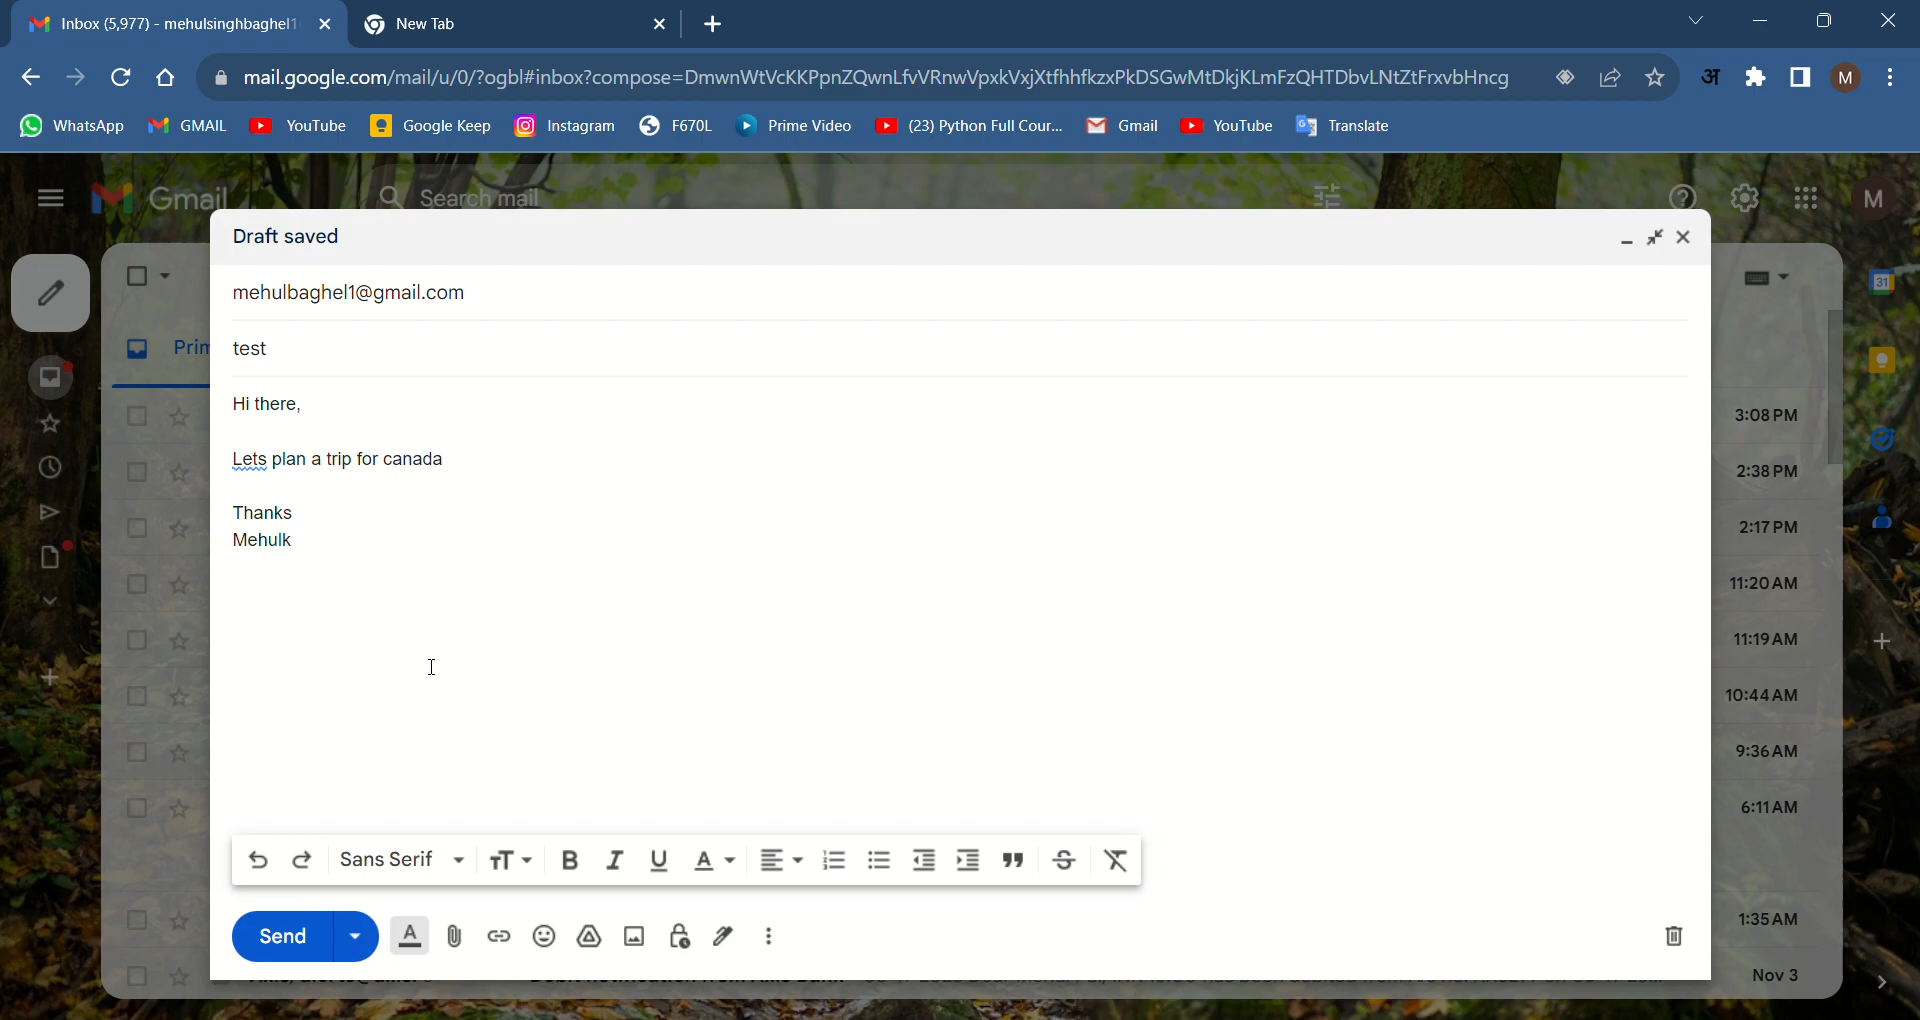 Inbox (5,977) - mehulsinghbaghel1
New Tab
mail.google.com/mail/u/0/?ogbl#inbox?compose=DmwnWtVcKKPpnZQwnLfvVRnwVpxkVxjXtfhhfkzxPkDSGwMtDkjKLmFzQHTDbvLNtZtFrxvbHncg
अ
M
WhatsApp
GMAIL
YouTube
Google Keep
Instagram
F670L
Prime Video
(23) Python Full Cour...
Gmail
YouTube
Translate
Gmail
Search mail
M
Draft saved
31
mehulbaghel1@gmail.com
Prim
test
Hi there,
3:08 PM
Lets plan a trip for canada
2:38 PM
Thanks
2:17 PM
Mehulk
11:20 AM
11:19 AM
10:44 AM
9:36 AM
6:11 AM
Sans Serif
Send
1:35 AM
Nov 3